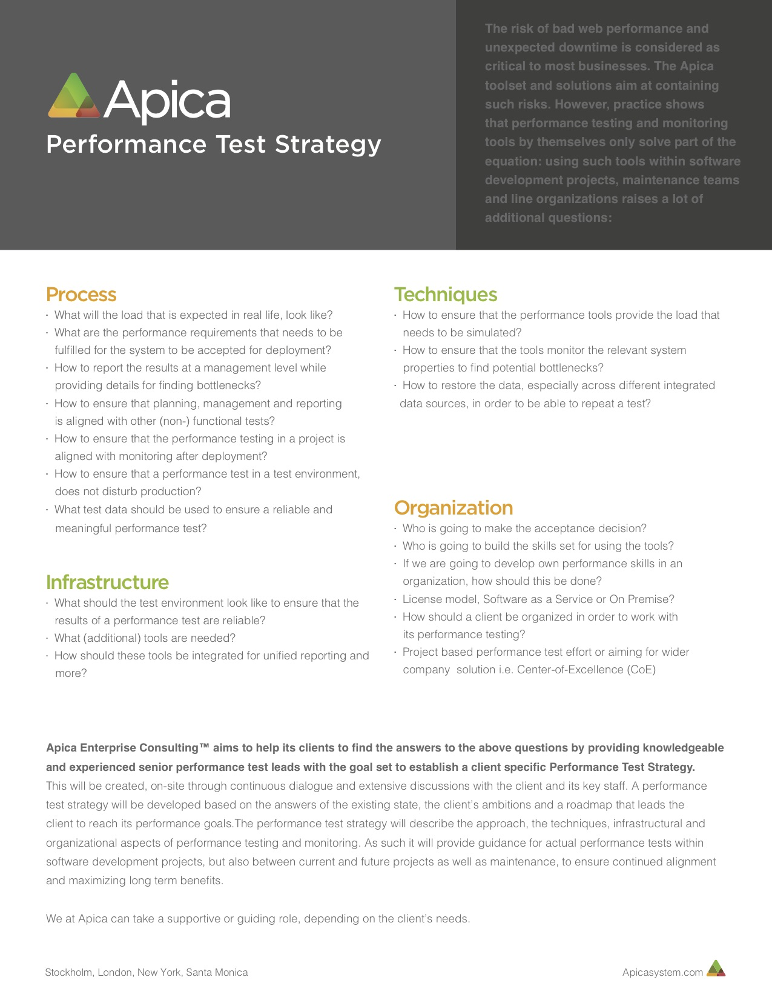 Apica
Performance Test Strategy
The risk of bad web performance and
unexpected downtime is considered as
critical to most businesses. The Apica
toolset and solutions aim at containing
such risks. However, practice shows
that performance testing and monitoring
tools by themselves only solve part of the
equation: using such tools within software
development projects, maintenance teams
and line organizations raises a lot of
additional questions:
Process
· What will the load that is expected in real life, look like?
· What are the performance requirements that needs to be
fulfilled for the system to be accepted for deployment?
· How to report the results at a management level while
providing details for finding bottlenecks?
· How to ensure that planning, management and reporting
is aligned with other (non-) functional tests?
· How to ensure that the performance testing in a project is
aligned with monitoring after deployment?
· How to ensure that a performance test in a test environment,
does not disturb production?
· What test data should be used to ensure a reliable and
meaningful performance test?
Infrastructure
· What should the test environment look like to ensure that the
results of a performance test are reliable?
· What (additional) tools are needed?
· How should these tools be integrated for unified reporting and
more?
Techniques
· How to ensure that the performance tools provide the load that
needs to be simulated?
· How to ensure that the tools monitor the relevant system
properties to find potential bottlenecks?
· How to restore the data, especially across different integrated
data sources, in order to be able to repeat a test?
Organization
· Who is going to make the acceptance decision?
· Who is going to build the skills set for using the tools?
· If we are going to develop own performance skills in an
organization, how should this be done?
· License model, Software as a Service or On Premise?
· How should a client be organized in order to work with
its performance testing?
· Project based performance test effort or aiming for wider
company  solution i.e. Center-of-Excellence (CoE)
Apica Enterprise Consulting™ aims to help its clients to find the answers to the above questions by providing knowledgeable
and experienced senior performance test leads with the goal set to establish a client specific Performance Test Strategy.
This will be created, on-site through continuous dialogue and extensive discussions with the client and its key staff. A performance
test strategy will be developed based on the answers of the existing state, the client’s ambitions and a roadmap that leads the
client to reach its performance goals.The performance test strategy will describe the approach, the techniques, infrastructural and
organizational aspects of performance testing and monitoring. As such it will provide guidance for actual performance tests within
software development projects, but also between current and future projects as well as maintenance, to ensure continued alignment
and maximizing long term benefits.
We at Apica can take a supportive or guiding role, depending on the client’s needs.
Stockholm, London, New York, Santa Monica
Apicasystem.com